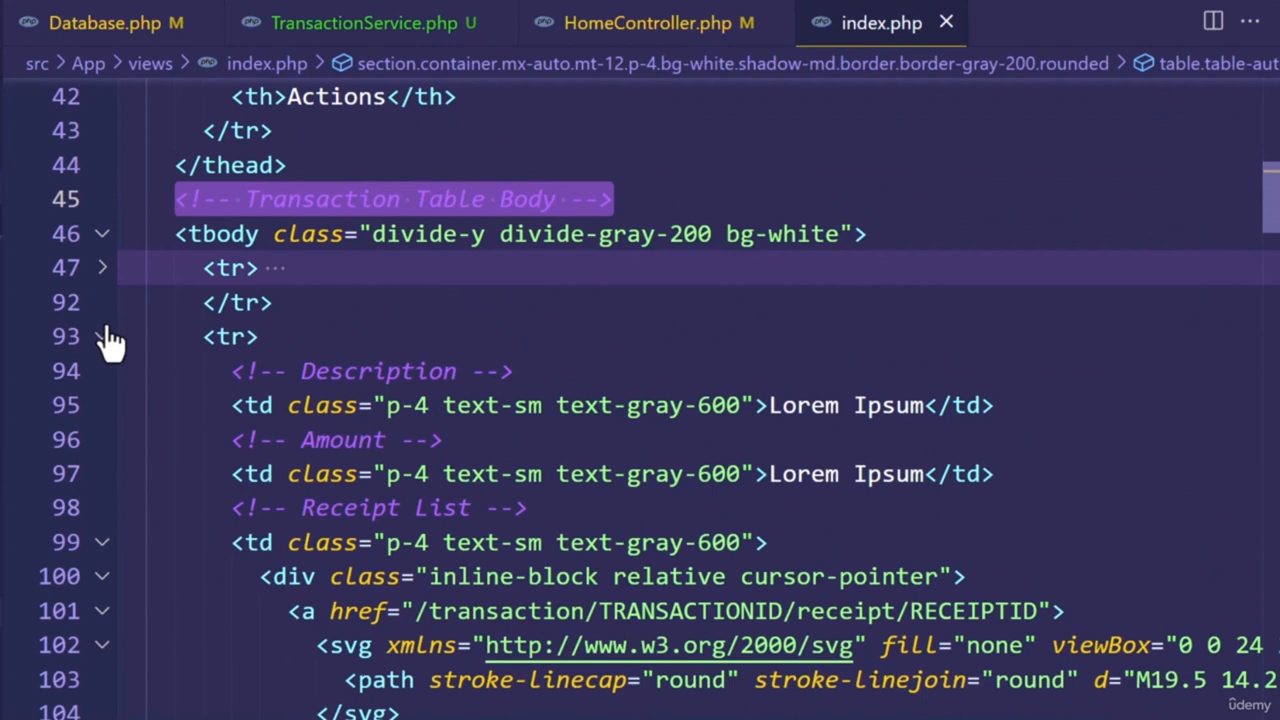 Database.php M TransactionService.php U HomeController.php M index.php
src > App > views > index.php > section.container.mx-auto.mt-12.p-4.bg-white.shadow-md.border.border-gray-200.rounded > table.table-aut
42 <th>Actions</th>
43 </tr>
44 </thead>
45 <!-- Transaction Table Body -->
46 <tbody class="divide-y divide-gray-200 bg-white">
47 <tr> ···
92 </tr>
93 <tr>
94 <!-- Description -->
95 <td class="p-4 text-sm text-gray-600">Lorem Ipsum</td>
96 <!-- Amount -->
97 <td class="p-4 text-sm text-gray-600">Lorem Ipsum</td>
98 <!-- Receipt List -->
99 <td class="p-4 text-sm text-gray-600">
100 <div class="inline-block relative cursor-pointer">
101 <a href="/transaction/TRANSACTIONID/receipt/RECEIPTID">
102 <svg xmlns="http://www.w3.org/2000/svg" fill="none" viewBox="0 0 24
103 <path stroke-linecap="round" stroke-linejoin="round" d="M19.5 14.2
104 </svg>
udemy